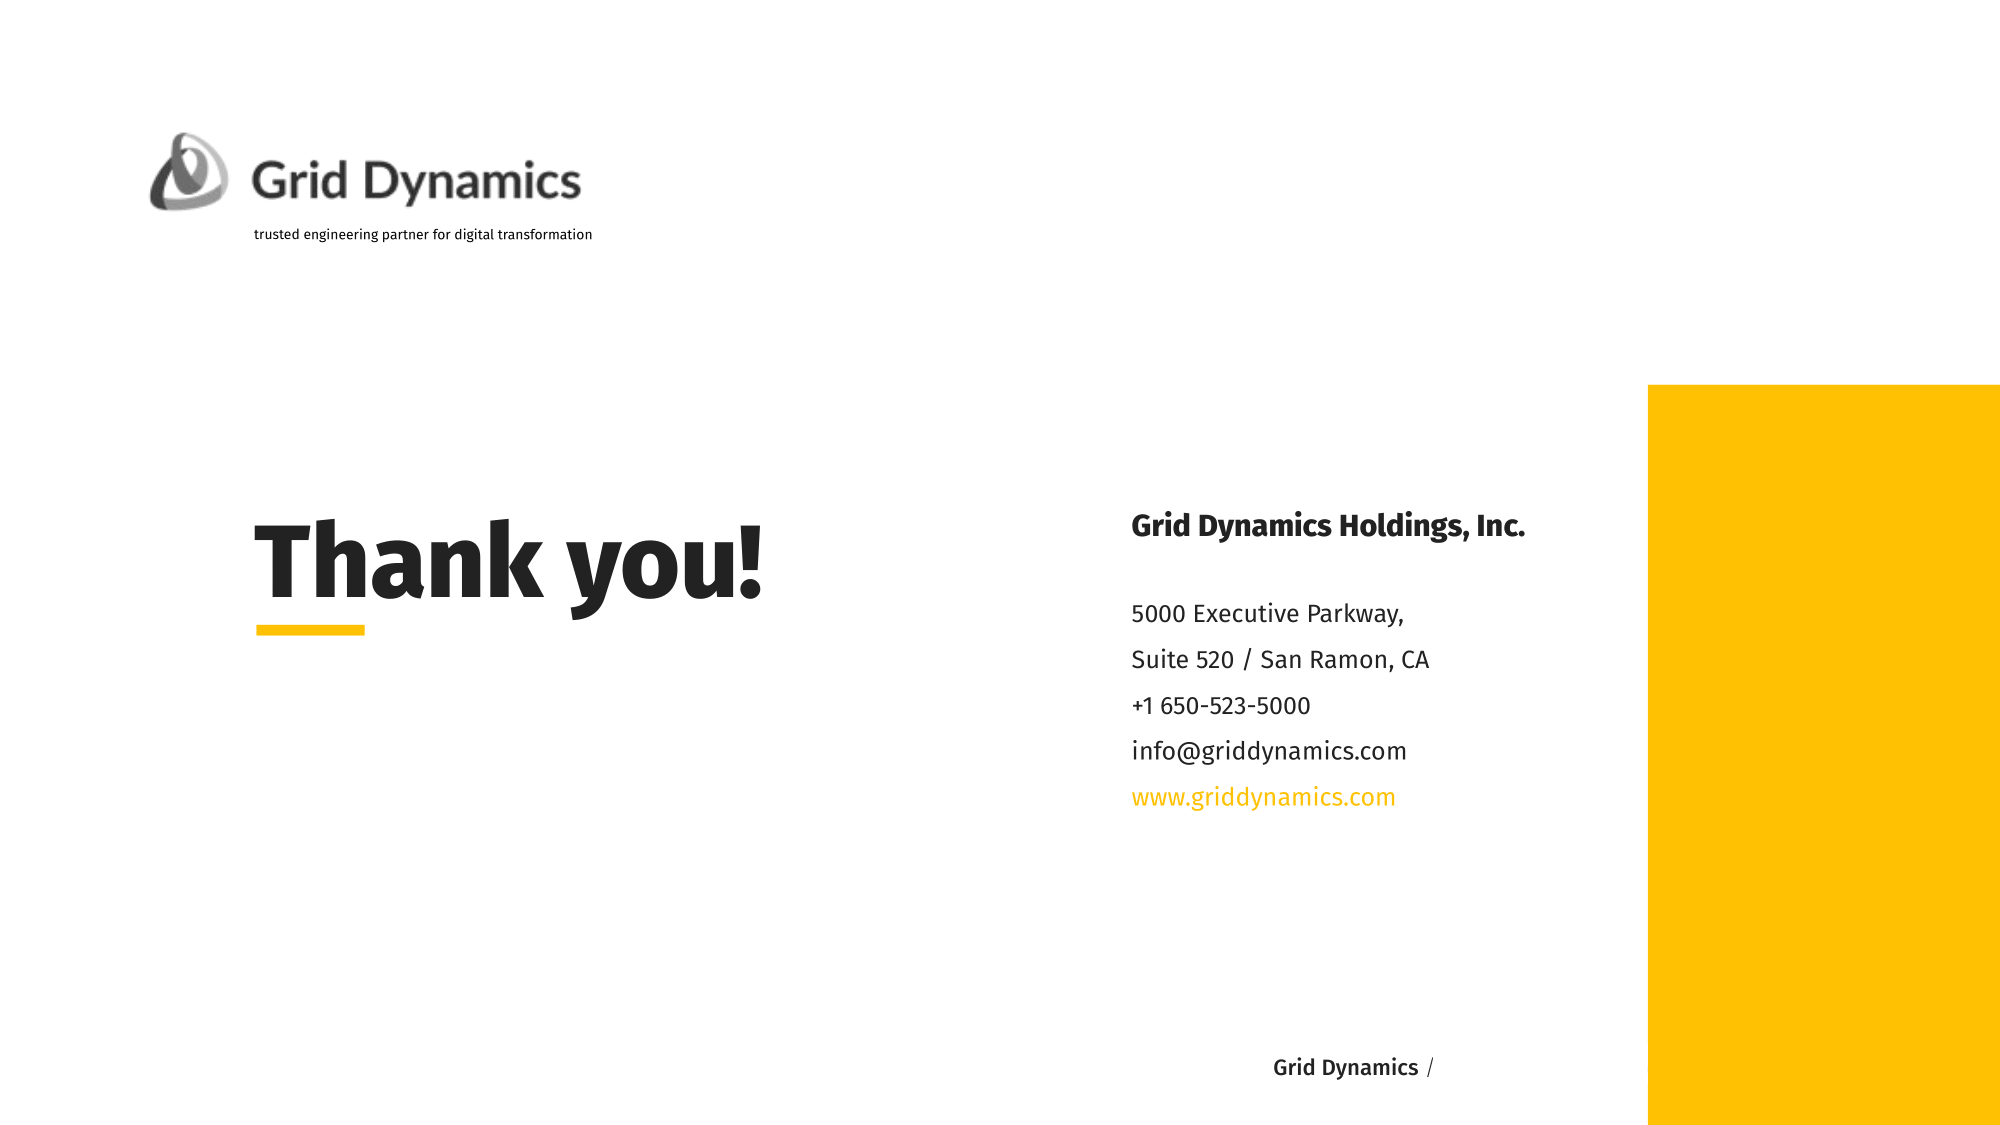 Grid Dynamics
trusted engineering partner for digital transformation
Thank you!
Grid Dynamics Holdings, Inc.
5000 Executive Parkway,
Suite 520 / San Ramon, CA
+1 650-523-5000
info@griddynamics.com
www.griddynamics.com
Grid Dynamics /